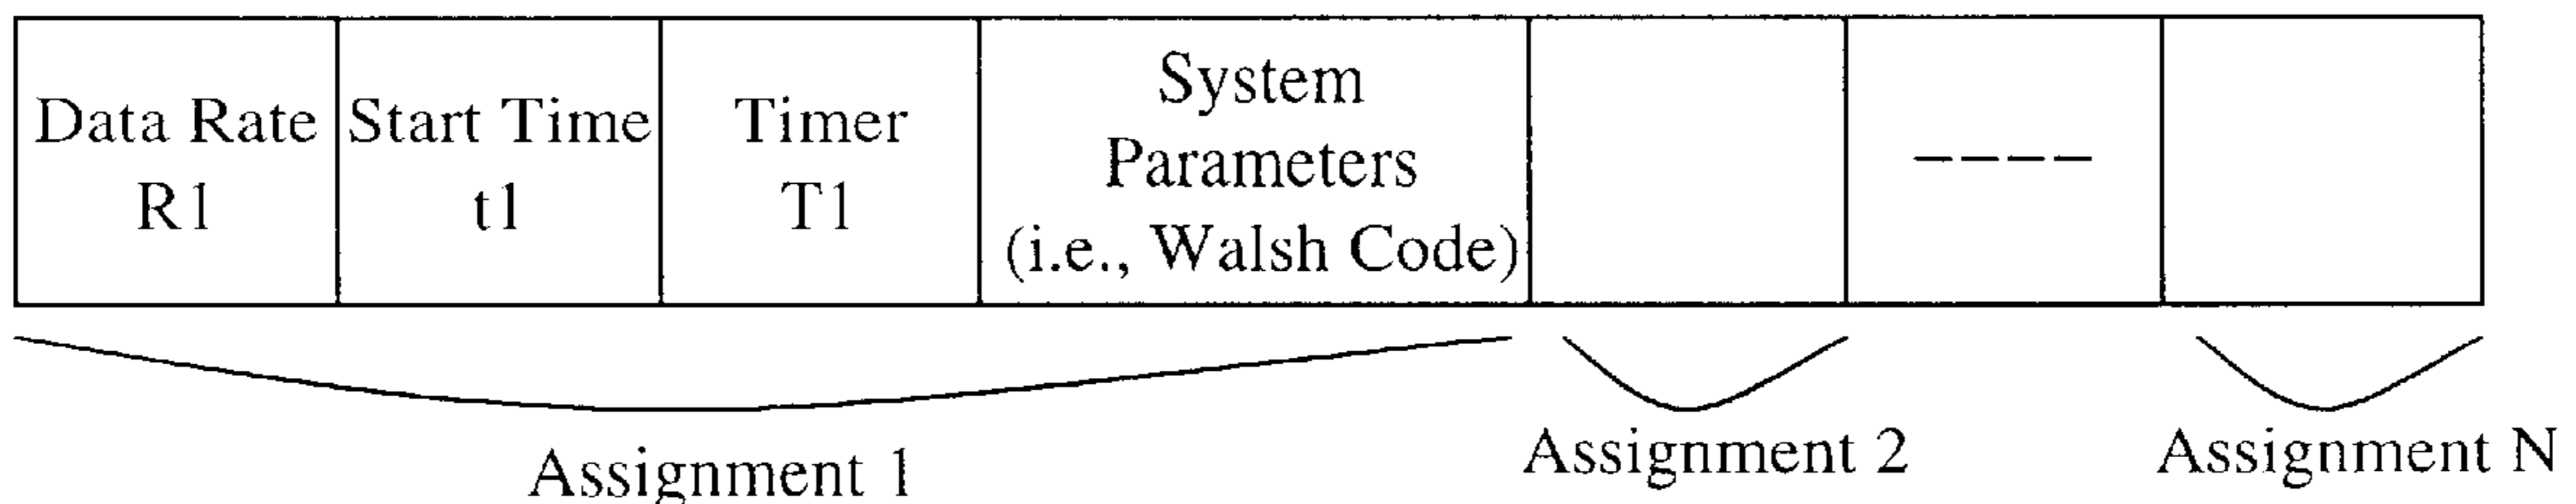 Data Rate
R1
Start Time
t1
Timer
T1
System
Parameters
(i.e., Walsh Code)
Assignment 1
Assignment 2
Assignment N